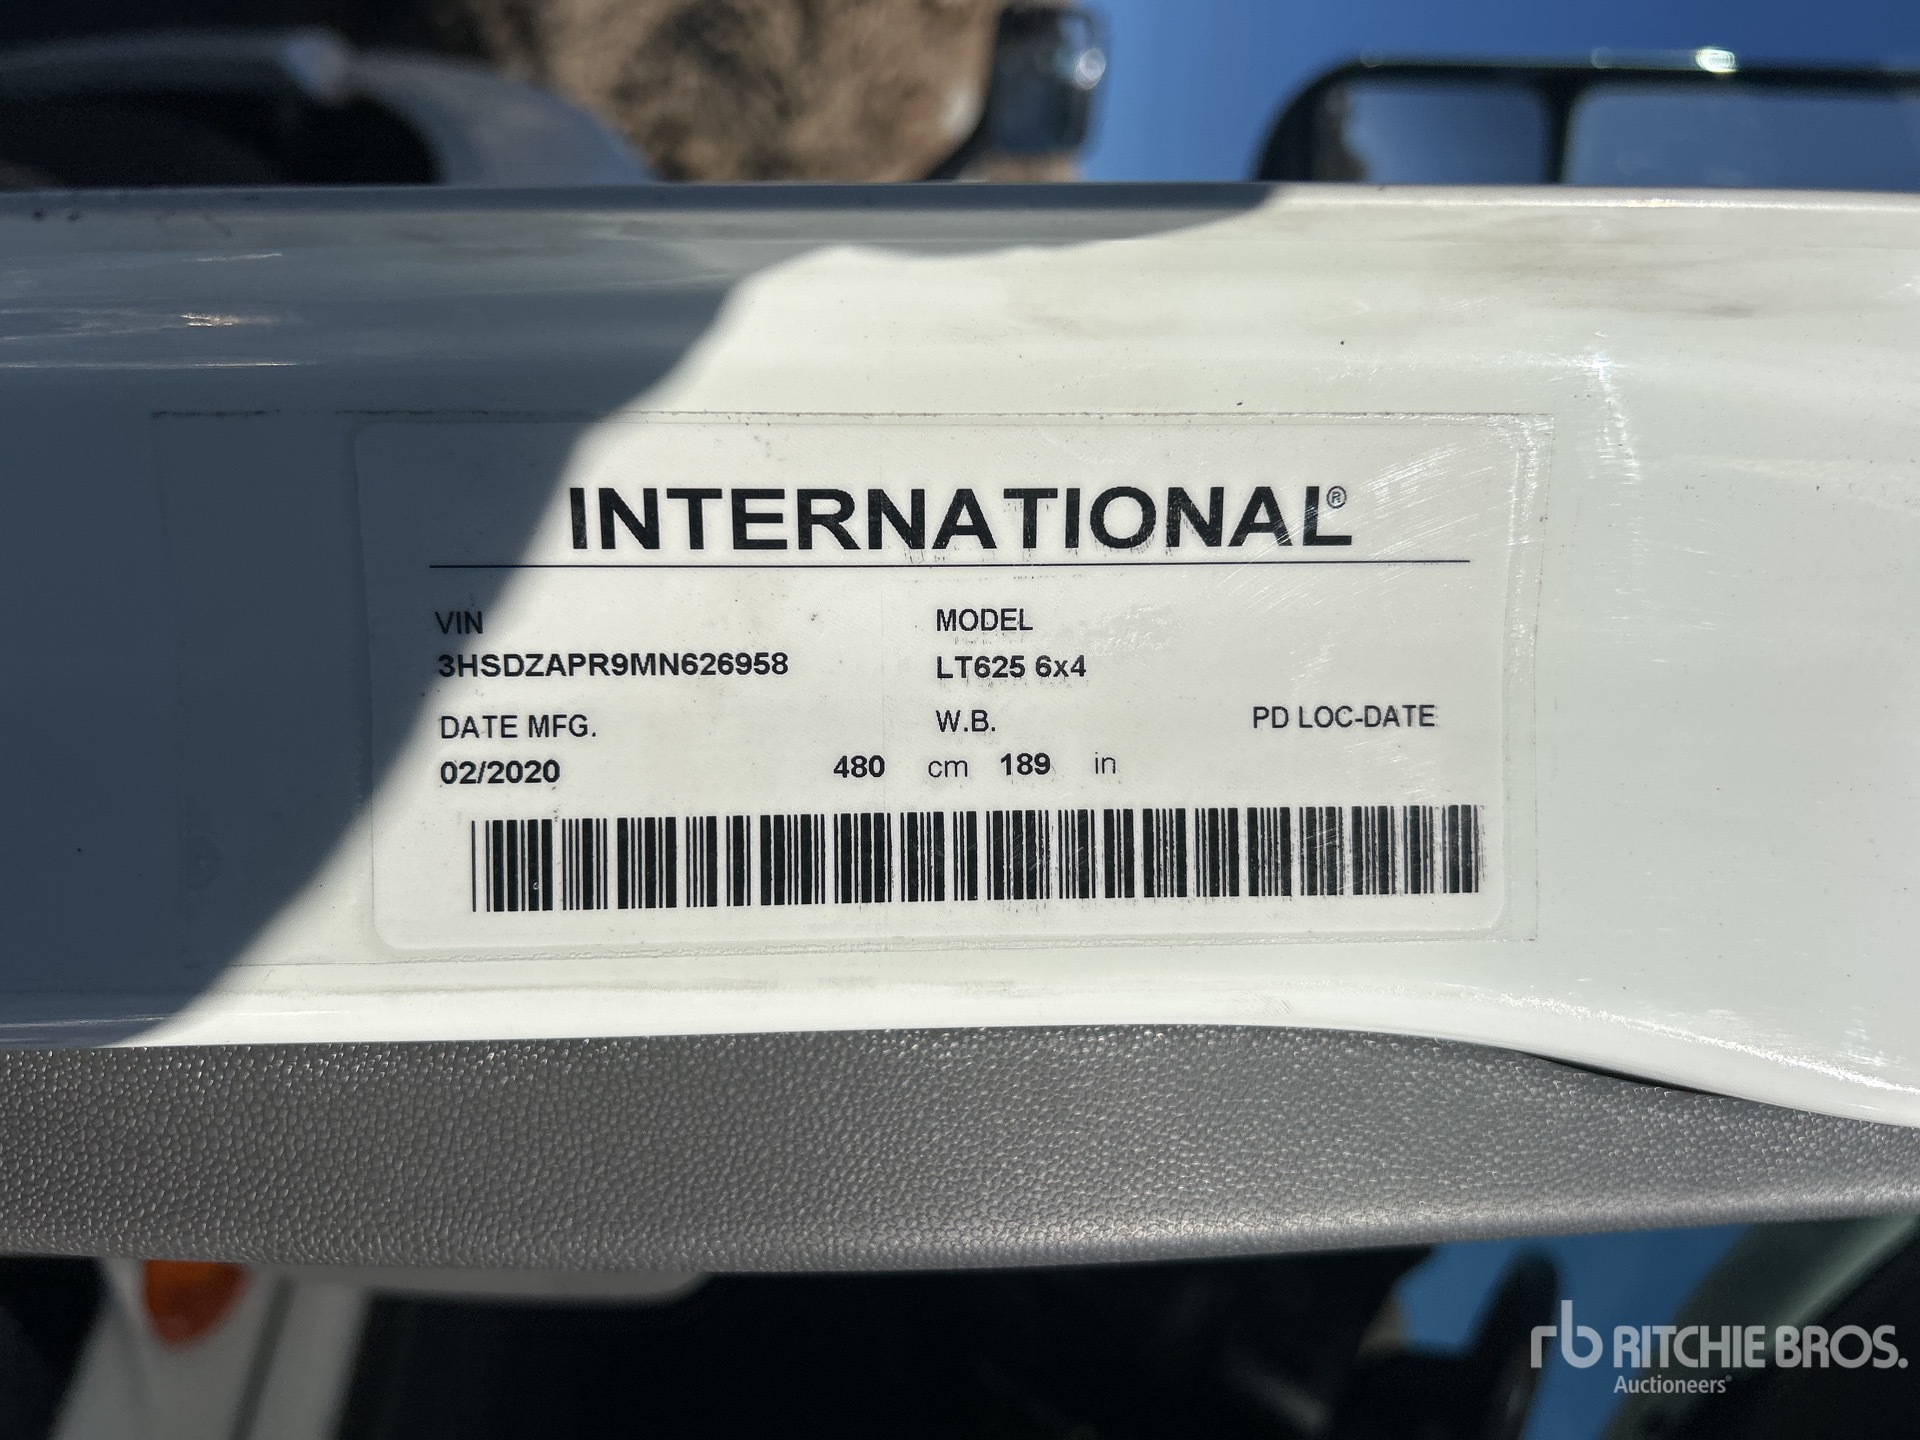 INTERNATIONAL®
VIN
3HSDZAPR9MN626958
MODEL
LT625 6x4
DATE MFG.
02/2020
W.B.
480 cm 189 in
PD LOC-DATE
rb RITCHIE BROS.
Auctioneers®